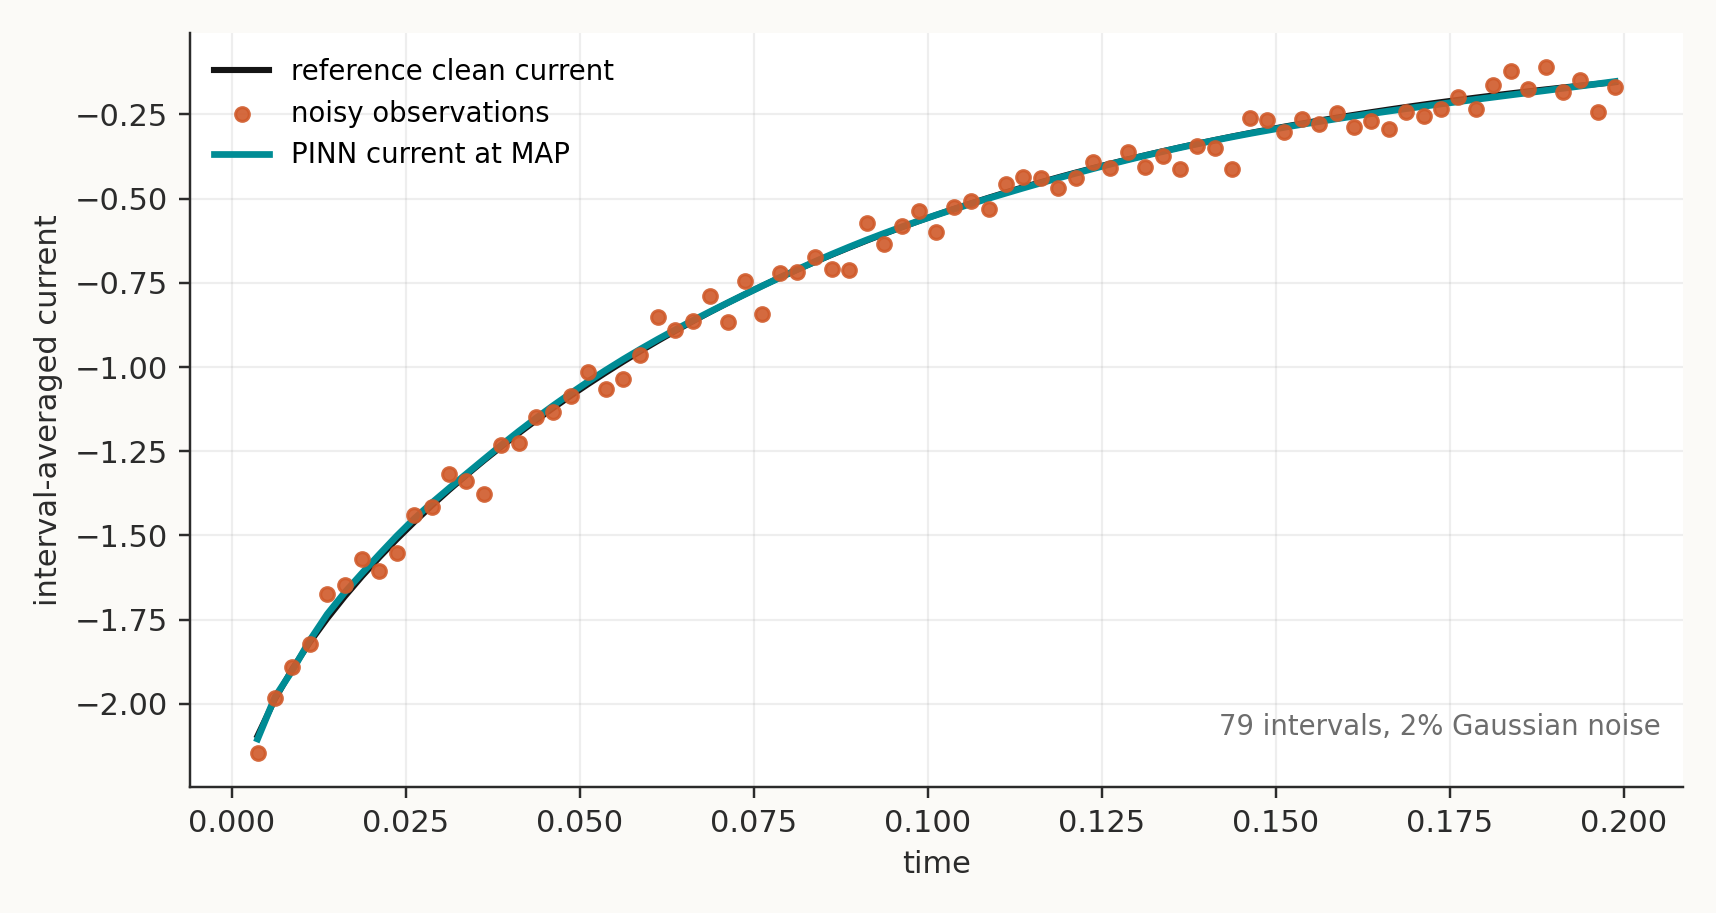 reference clean current
noisy observations
PINN current at MAP
−0.25
−0.50
−0.75
−1.00
−1.25
−1.50
−1.75
−2.00
interval-averaged current
79 intervals, 2% Gaussian noise
0.000 0.025 0.050 0.075 0.100 0.125 0.150 0.175 0.200
time